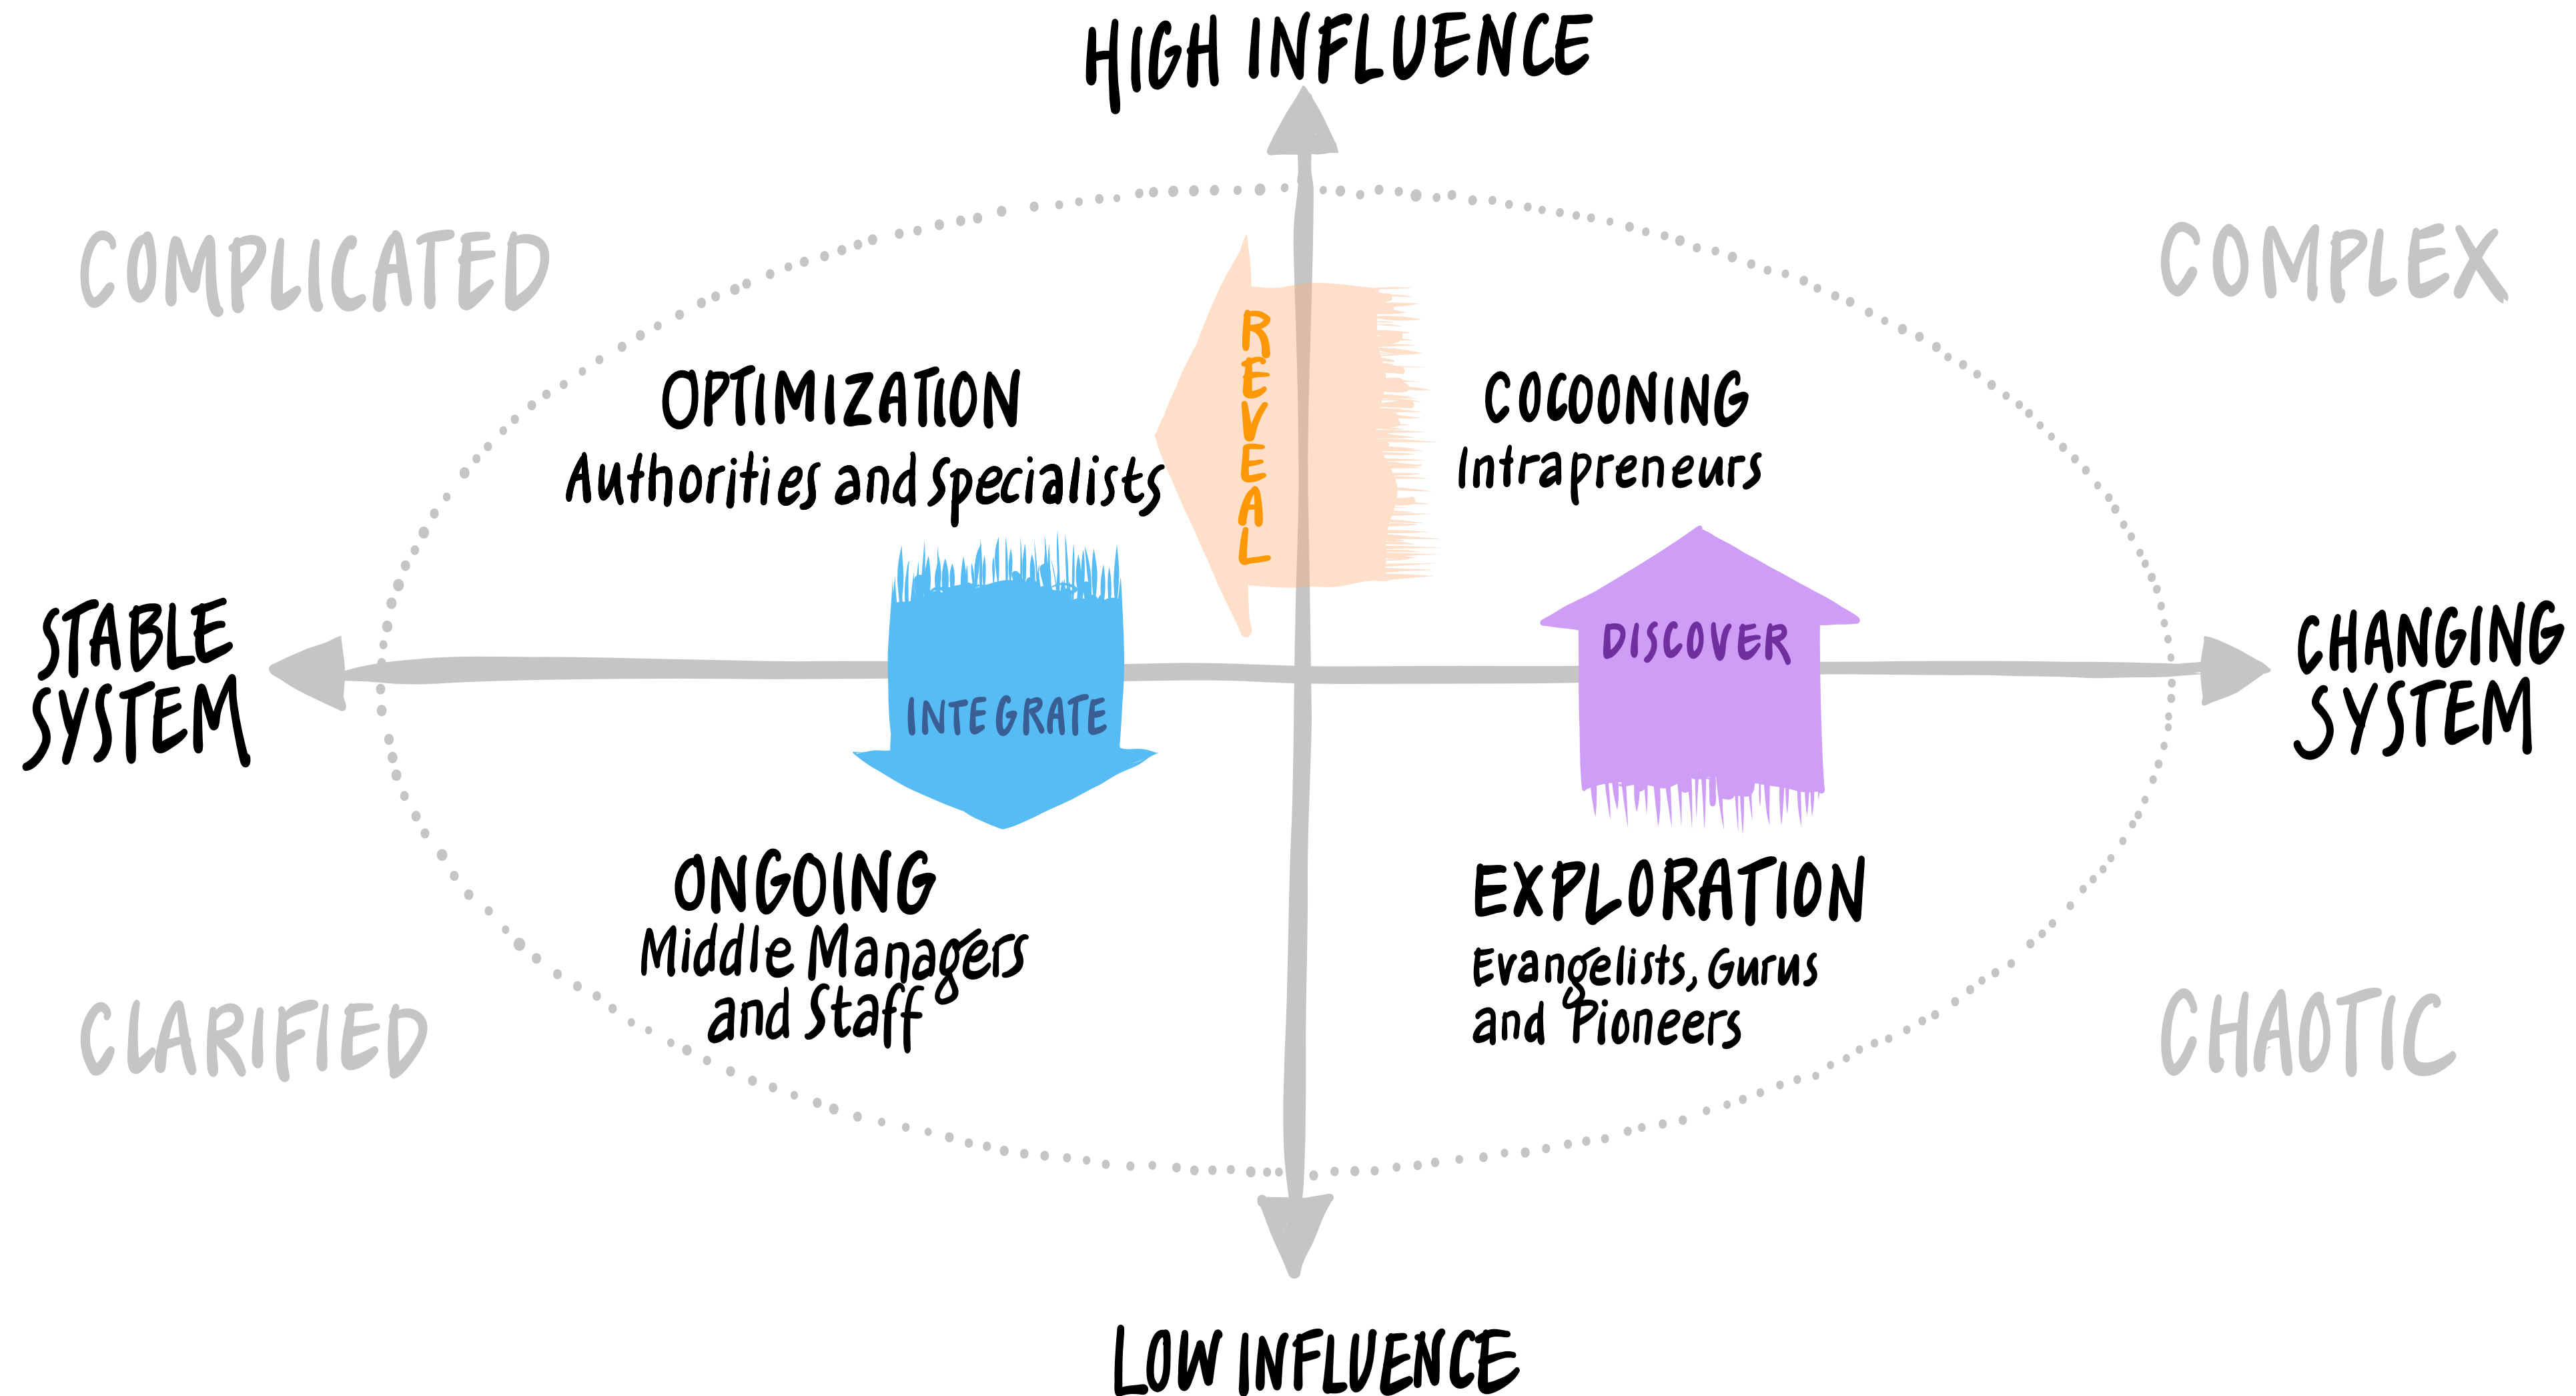 HIGH INFLUENCE
COMPLICATED
COMPLEX
OPTIMIZATION
Authorities and Specialists
REVEAL
COCOONING
Intrapreneurs
STABLE
SYSTEM
INTEGRATE
DISCOVER
CHANGING
SYSTEM
ONGOING
Middle Managers
and Staff
EXPLORATION
Evangelists, Gurus
and Pioneers
CLARIFIED
CHAOTIC
LOW INFLUENCE